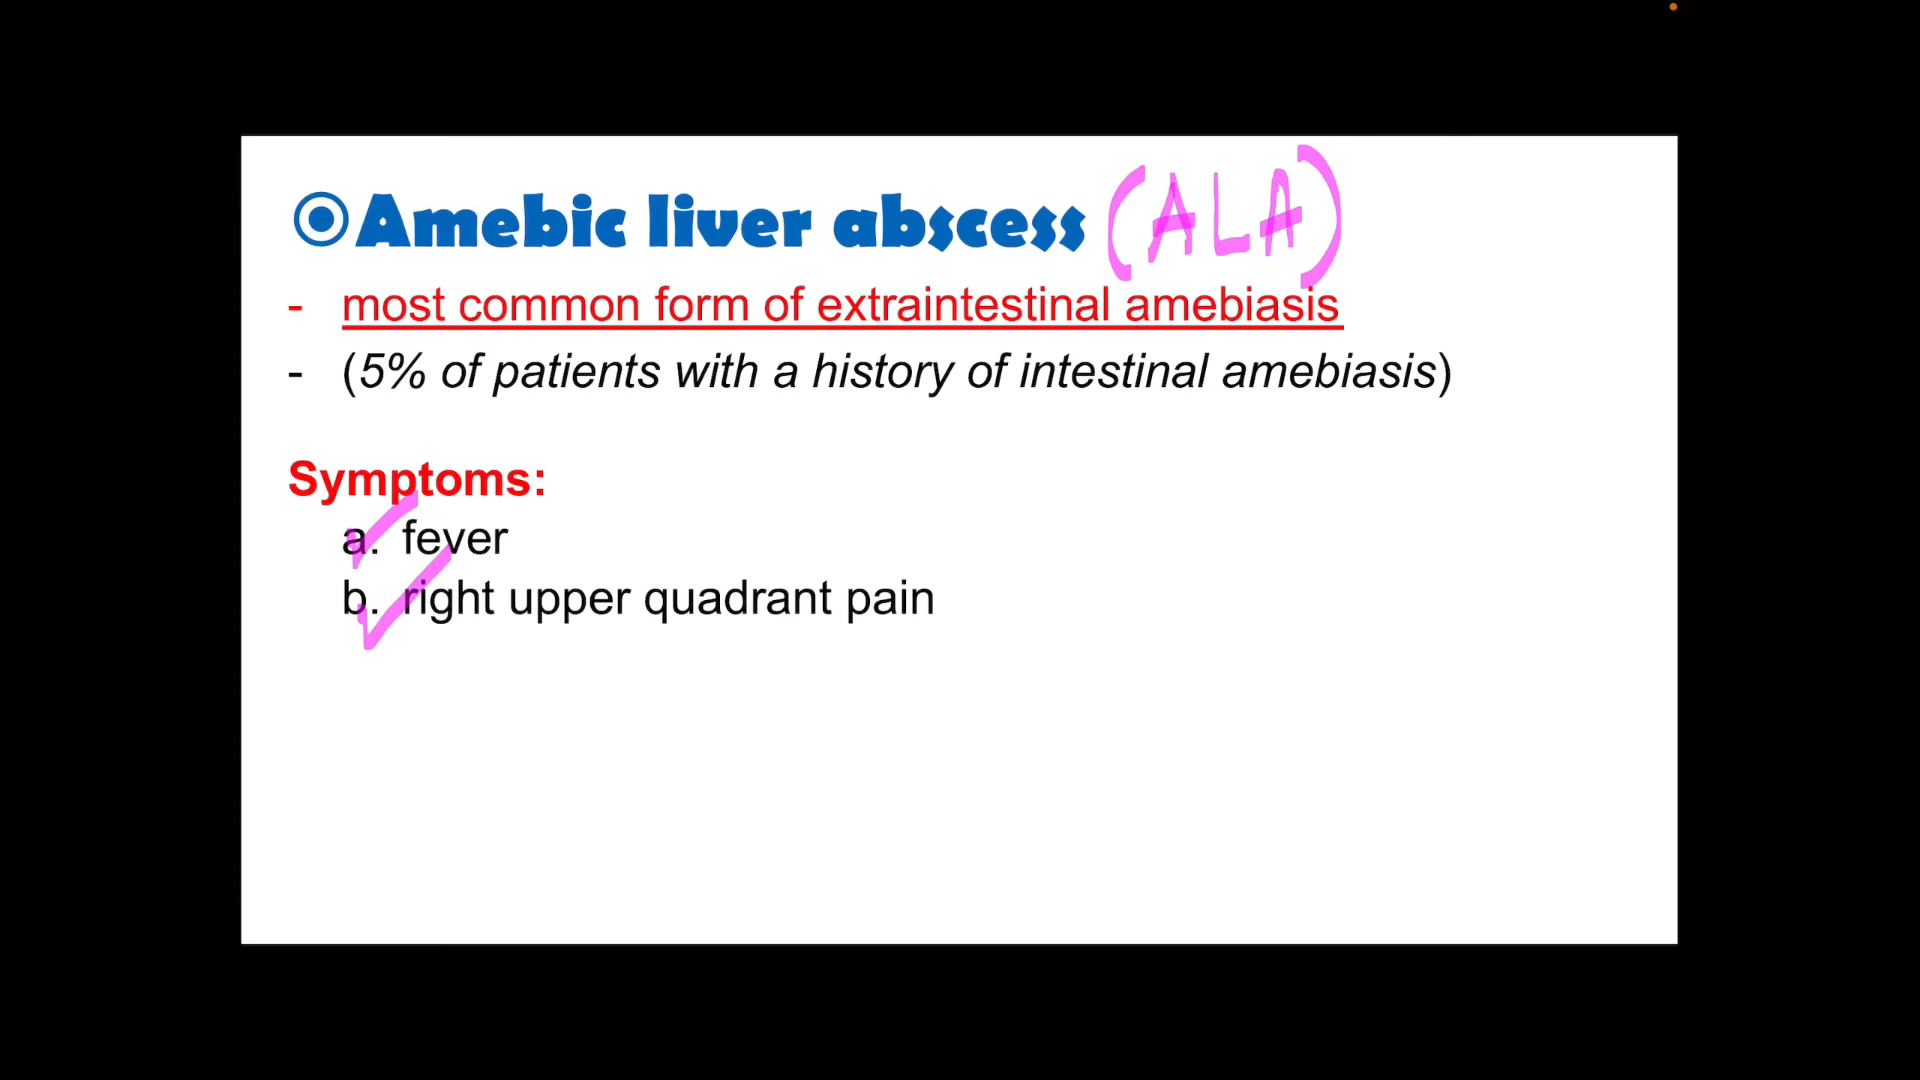 Amebic liver abscess (ALA)
- most common form of extraintestinal amebiasis
- (5% of patients with a history of intestinal amebiasis)
Symptoms:
a. fever
b. right upper quadrant pain